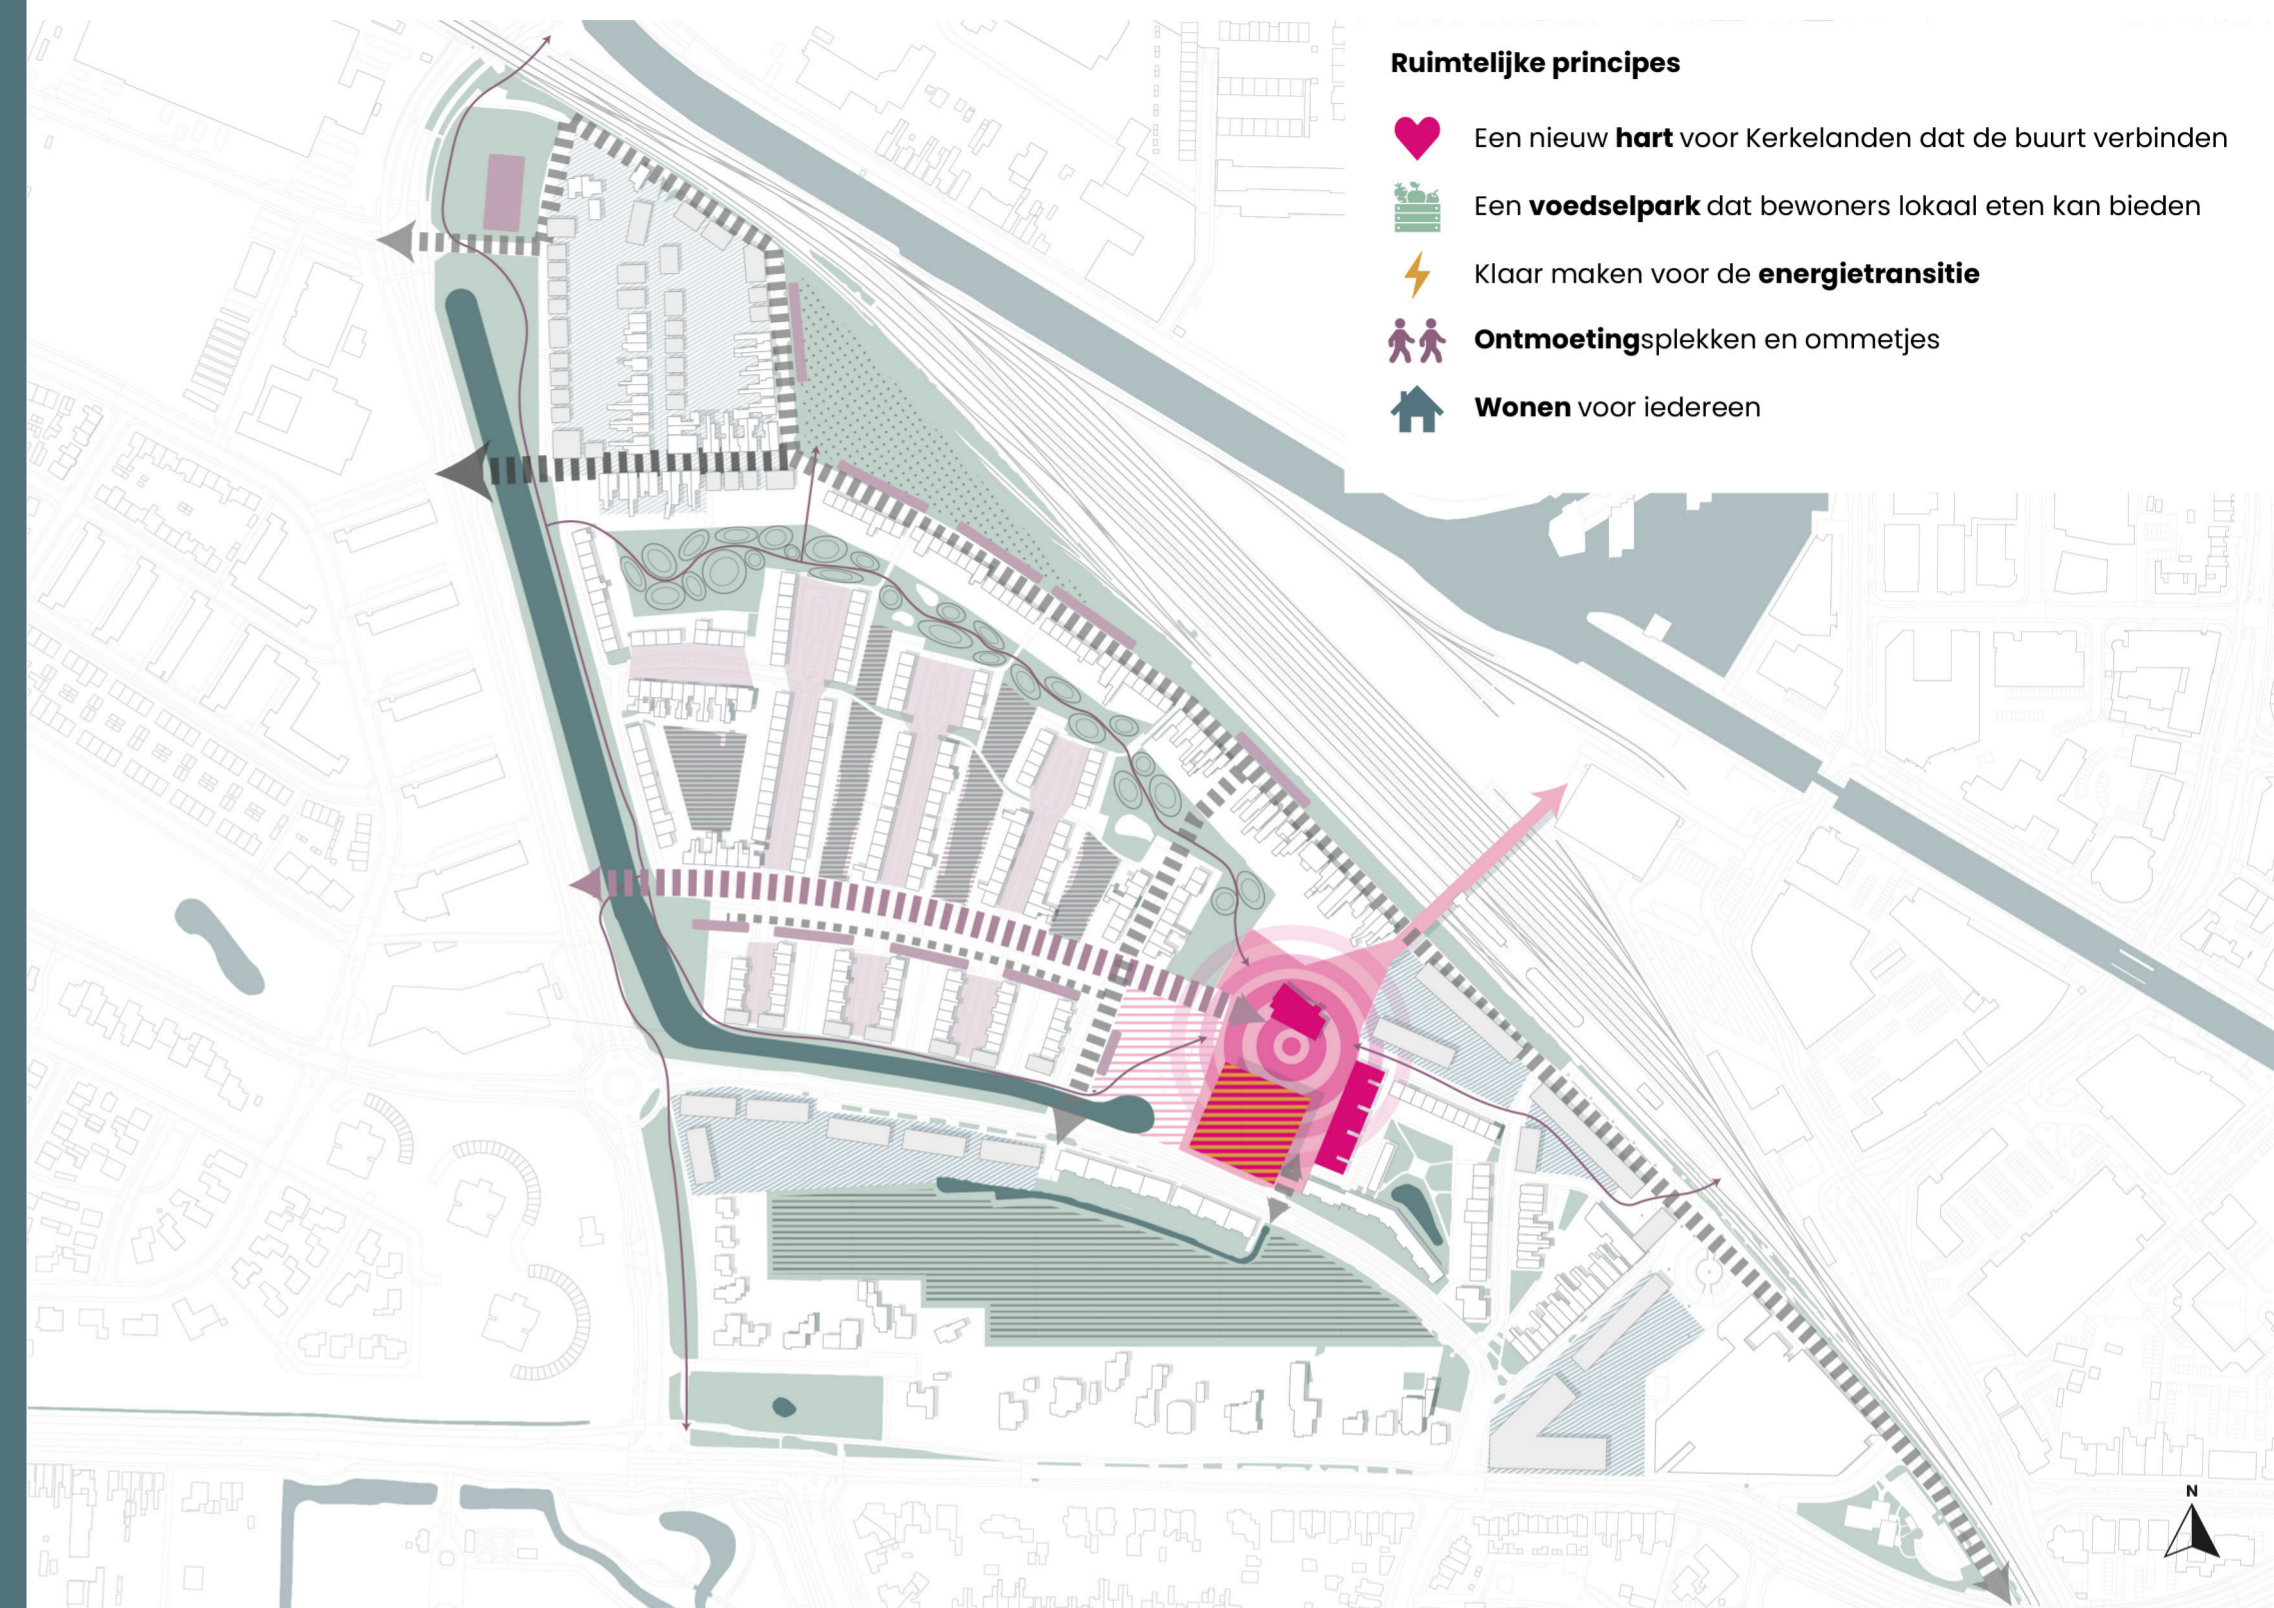 Ruimtelijke principes
Een nieuw hart voor Kerkelanden dat de buurt verbinden
Een voedselpark dat bewoners lokaal eten kan bieden
Klaar maken voor de energietransitie
Ontmoetingsplekken en ommetjes
Wonen voor iedereen
N